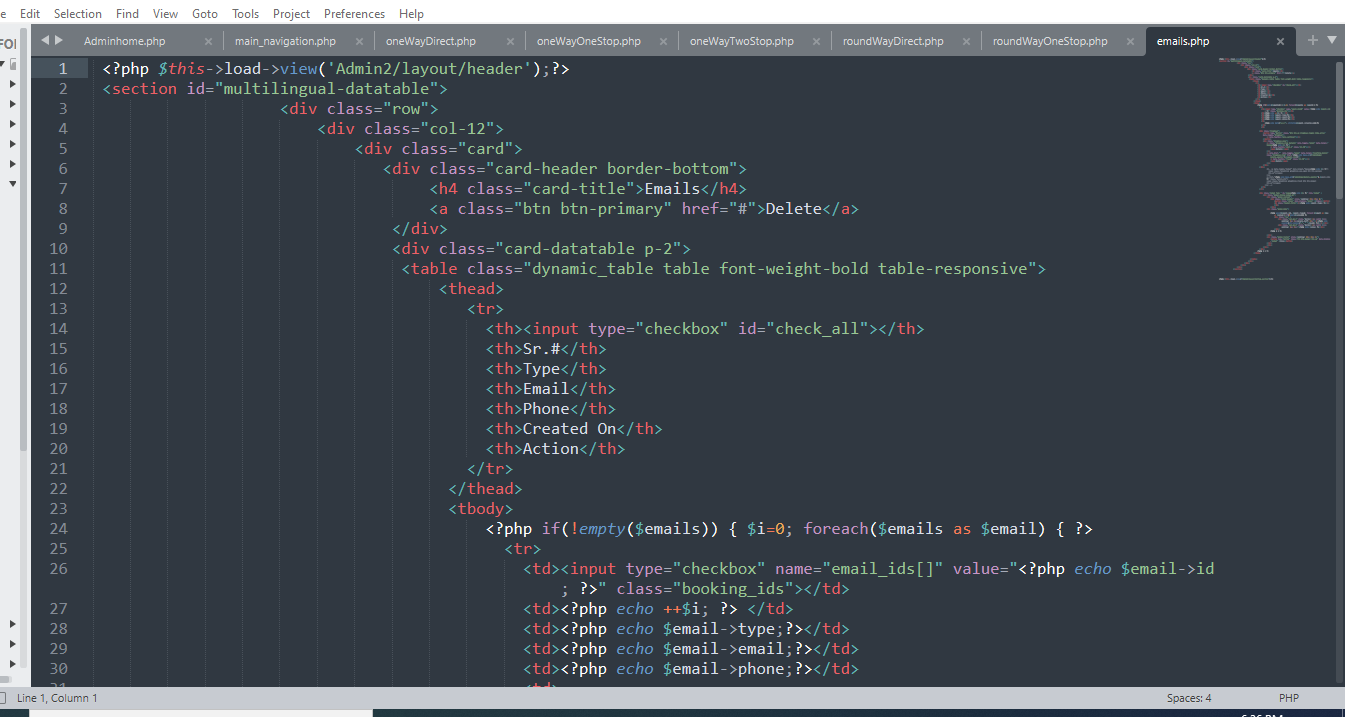 e Edit Selection Find View Goto Tools Project Preferences Help
FOl
Adminhome.php main_navigation.php oneWayDirect.php oneWayOneStop.php oneWayTwoStop.php roundWayDirect.php roundWayOneStop.php emails.php
1 <?php $this->load->view('Admin2/layout/header');?>
2 <section id="multilingual-datatable">
3 <div class="row">
4 <div class="col-12">
5 <div class="card">
6 <div class="card-header border-bottom">
7 <h4 class="card-title">Emails</h4>
8 <a class="btn btn-primary" href="#">Delete</a>
9 </div>
10 <div class="card-datatable p-2">
11 <table class="dynamic_table table font-weight-bold table-responsive">
12 <thead>
13 <tr>
14 <th><input type="checkbox" id="check_all"></th>
15 <th>Sr.#</th>
16 <th>Type</th>
17 <th>Email</th>
18 <th>Phone</th>
19 <th>Created On</th>
20 <th>Action</th>
21 </tr>
22 </thead>
23 <tbody>
24 <?php if(!empty($emails)) { $i=0; foreach($emails as $email) { ?>
25 <tr>
26 <td><input type="checkbox" name="email_ids[]" value="<?php echo $email->id
; ?>" class="booking_ids"></td>
27 <td><?php echo ++$i; ?> </td>
28 <td><?php echo $email->type;?></td>
29 <td><?php echo $email->email;?></td>
30 <td><?php echo $email->phone;?></td>
31 <td>
Line 1, Column 1 Spaces: 4 PHP